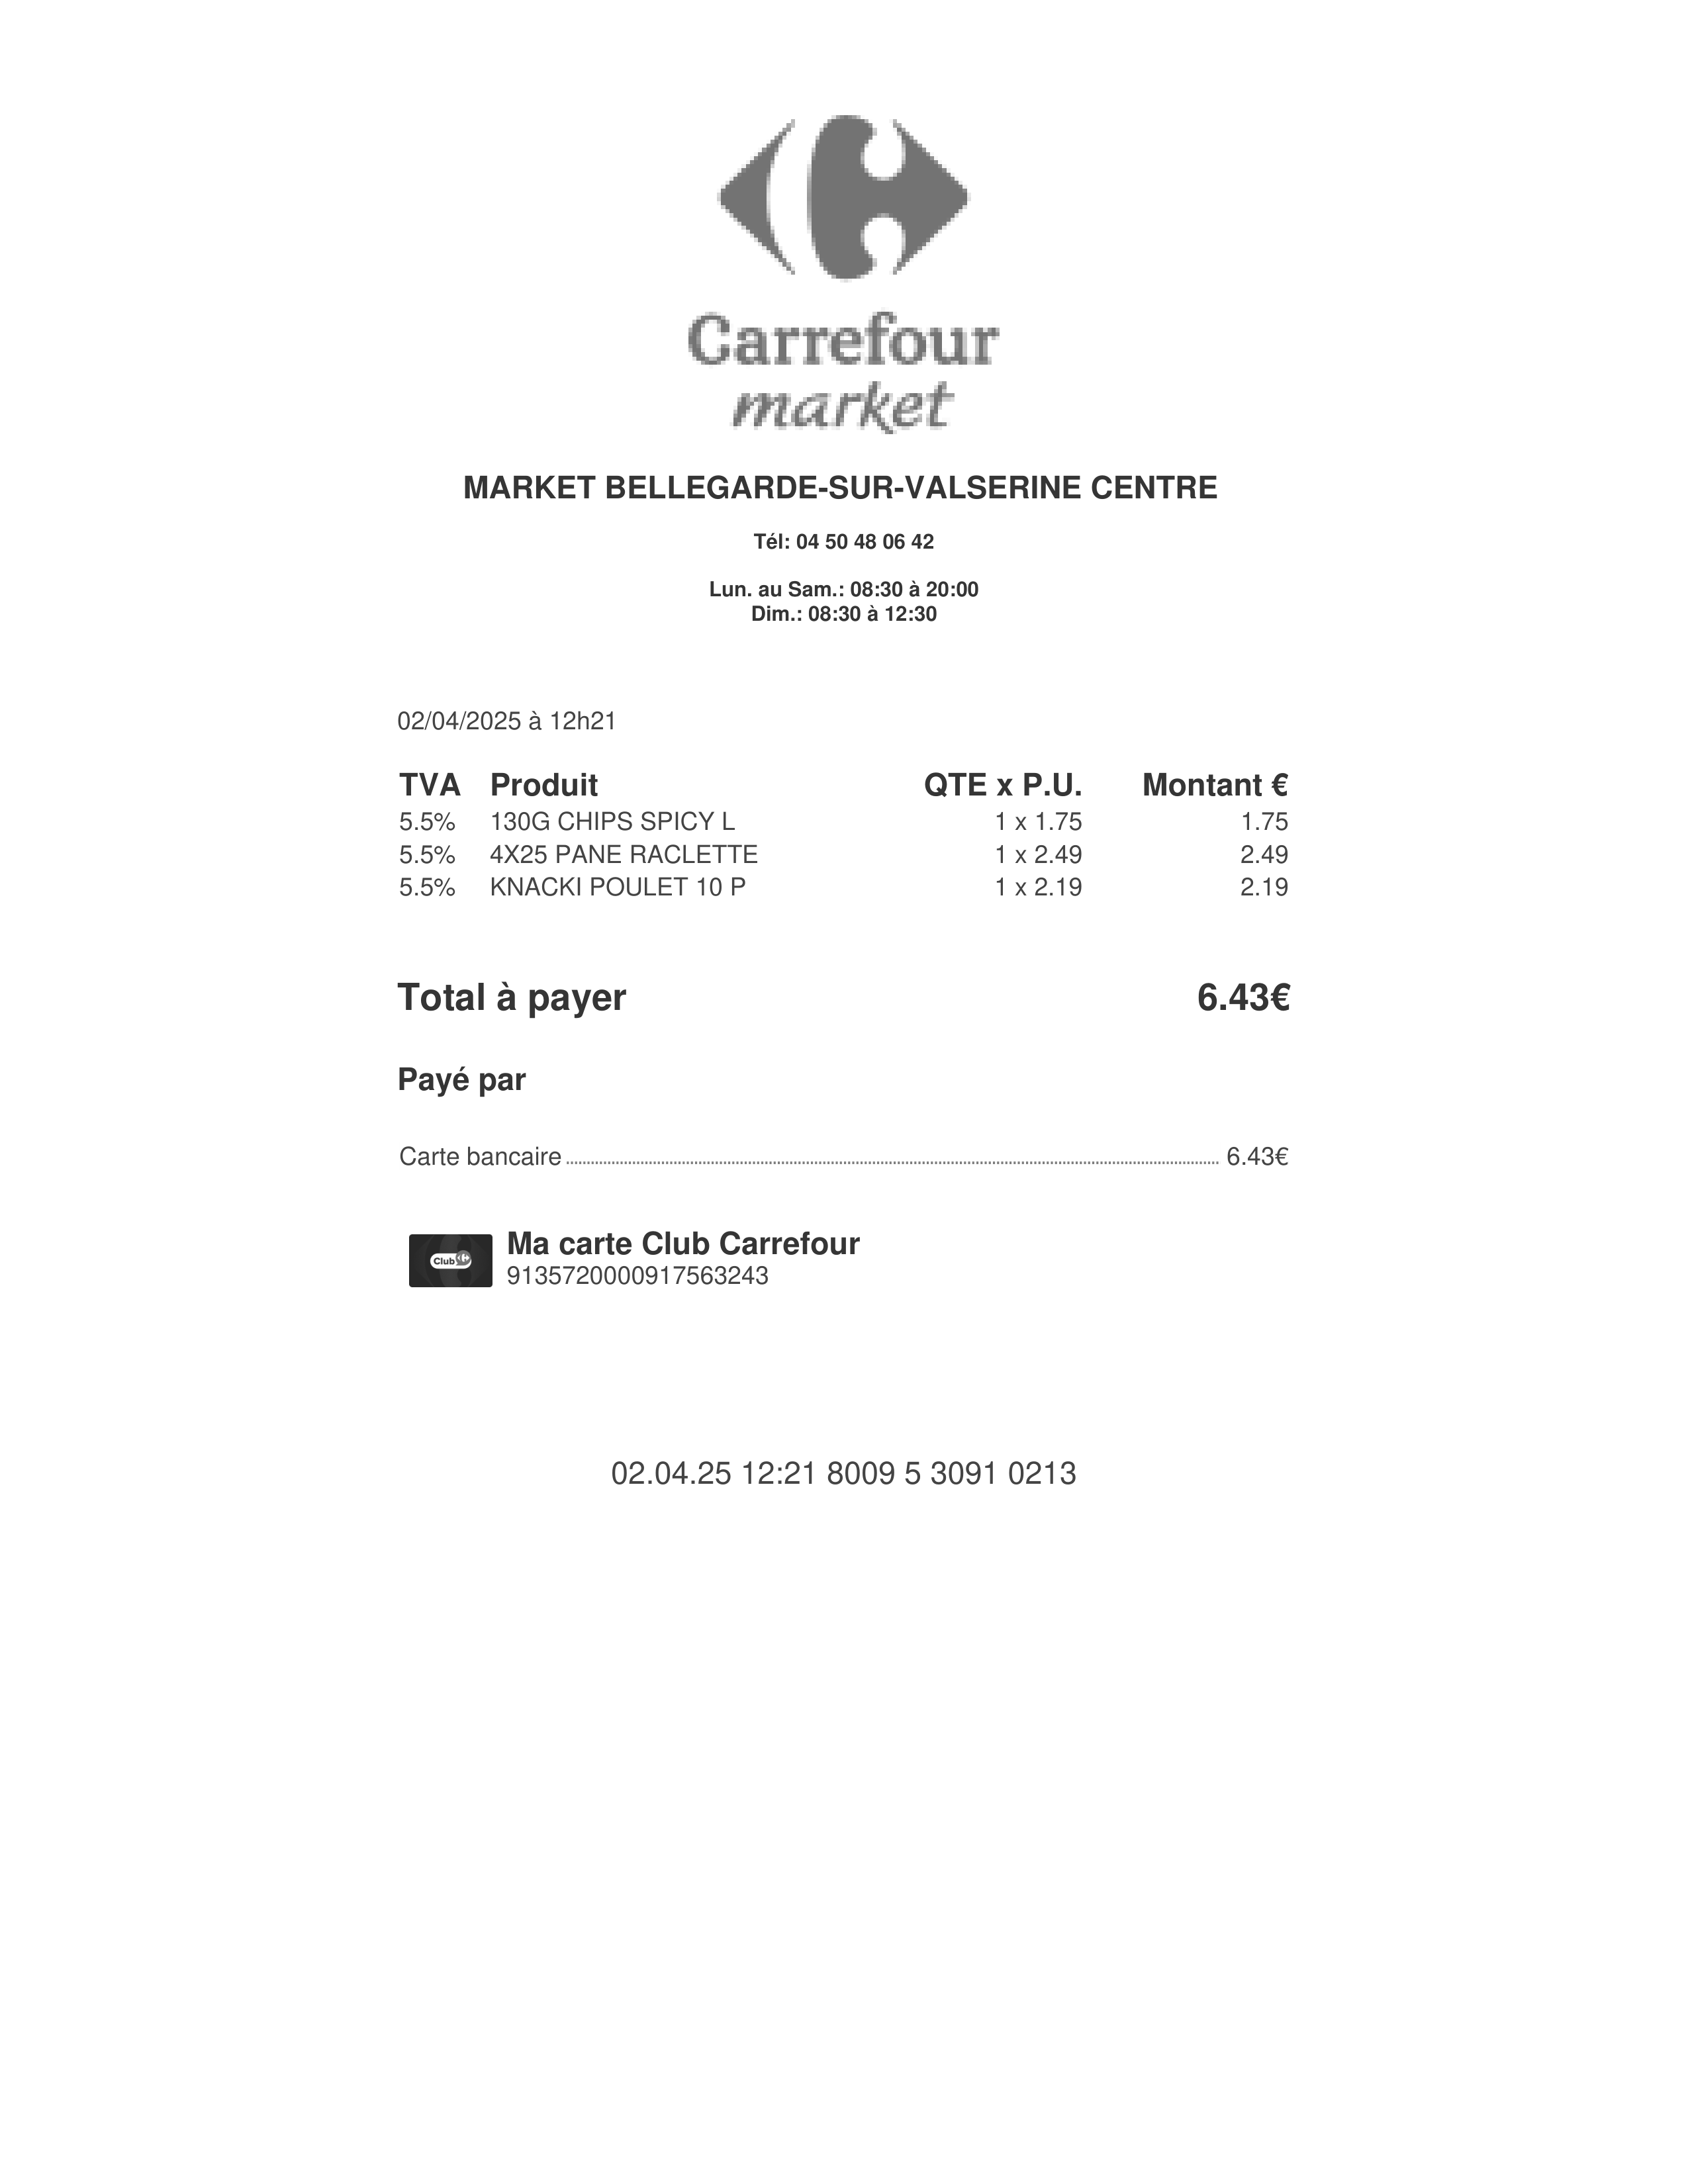 Carrefour
market
MARKET BELLEGARDE-SUR-VALSERINE CENTRE
Tél: 04 50 48 06 42
Lun. au Sam.: 08:30 à 20:00
Dim.: 08:30 à 12:30
02/04/2025 à 12h21
TVA Produit QTE x P.U. Montant €
5.5% 130G CHIPS SPICY L 1 x 1.75 1.75
5.5% 4X25 PANE RACLETTE 1 x 2.49 2.49
5.5% KNACKI POULET 10 P 1 x 2.19 2.19
Total à payer 6.43€
Payé par
Carte bancaire 6.43€
Club
Ma carte Club Carrefour
9135720000917563243
02.04.25 12:21 8009 5 3091 0213